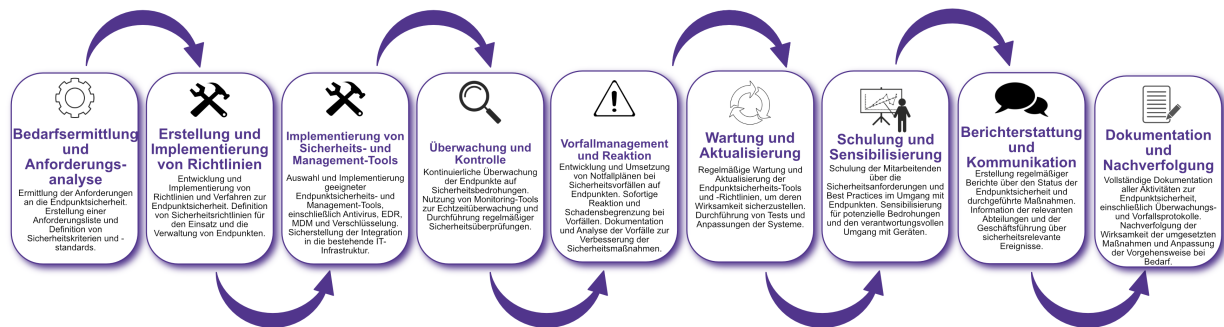 Bedarfsermittlung
und
Anforderungs-
analyse
Ermittlung der Anforderungen
an die Endpunktsicherheit.
Erstellung einer
Anforderungsliste und
Definition von
Sicherheitskriterien und -
standards.
Erstellung und
Implementierung
von Richtlinien
Entwicklung und
Implementierung von
Richtlinien und Verfahren zur
Endpunktsicherheit. Definition
von Sicherheitsrichtlinien für
den Einsatz und die
Verwaltung von Endpunkten.
Implementierung von
Sicherheits- und
Management-Tools
Auswahl und Implementierung
geeigneter
Endpunktsicherheits- und
Management-Tools,
einschließlich Antivirus, EDR,
MDM und Verschlüsselung.
Sicherstellung der Integration
in die bestehende IT-
Infrastruktur.
Überwachung und
Kontrolle
Kontinuierliche Überwachung
der Endpunkte auf
Sicherheitsbedrohungen.
Nutzung von Monitoring-Tools
zur Echtzeitüberwachung und
Durchführung regelmäßiger
Sicherheitsüberprüfungen.
Vorfallmanagement
und Reaktion
Entwicklung und Umsetzung
von Notfallplänen bei
Sicherheitsvorfällen auf
Endpunkten. Sofortige
Reaktion und
Schadensbegrenzung bei
Vorfällen. Dokumentation
und Analyse der Vorfälle zur
Verbesserung der
Sicherheitsmaßnahmen.
Wartung und
Aktualisierung
Regelmäßige Wartung und
Aktualisierung der
Endpunktsicherheits-Tools
und -Richtlinien, um deren
Wirksamkeit sicherzustellen.
Durchführung von Tests und
Anpassungen der Systeme.
Schulung und
Sensibilisierung
Schulung der Mitarbeitenden
über die
Sicherheitsanforderungen und
Best Practices im Umgang mit
Endpunkten. Sensibilisierung
für potenzielle Bedrohungen
und den verantwortungsvollen
Umgang mit Geräten.
Berichterstattung
und
Kommunikation
Erstellung regelmäßiger
Berichte über den Status der
Endpunktsicherheit und
durchgeführte Maßnahmen.
Information der relevanten
Abteilungen und der
Geschäftsführung über
sicherheitsrelevante
Ereignisse.
Dokumentation
und
Nachverfolgung
Vollständige Dokumentation
aller Aktivitäten zur
Endpunktsicherheit,
einschließlich Überwachungs-
und Vorfallsprotokolle.
Nachverfolgung der
Wirksamkeit der umgesetzten
Maßnahmen und Anpassung
der Vorgehensweise bei
Bedarf.